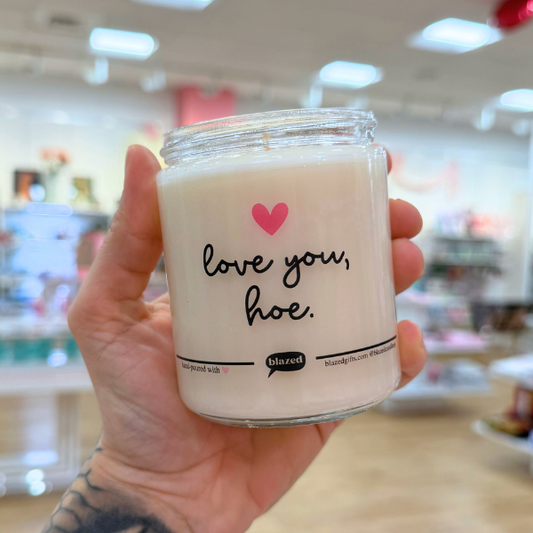 love you,
hoe.
blazed
hand-poured with
blazedgifts.com